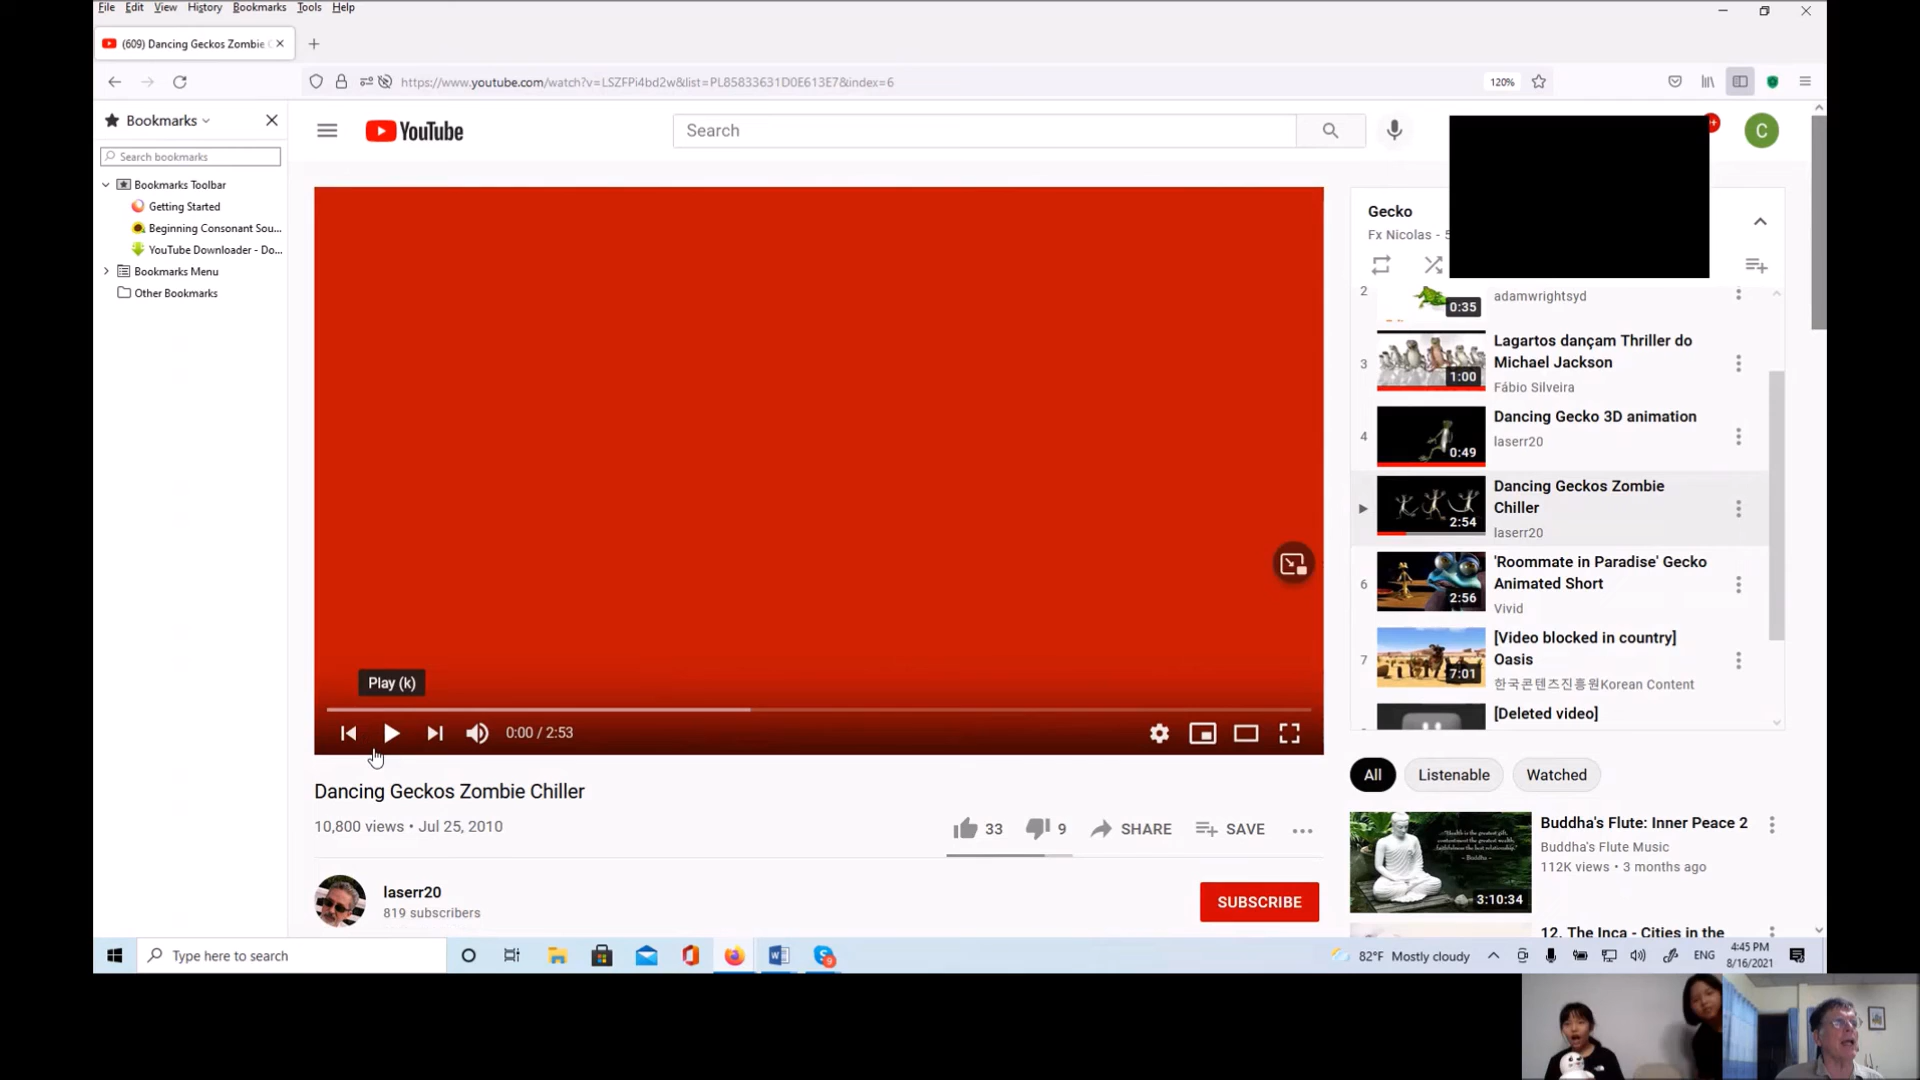 File Edit View History Bookmarks Tools Help
(609) Dancing Geckos Zombie
https://www.youtube.com/watch?v=LSZFPi4bd2w&list=PL85833631D0E613E7&index=6
120%
Bookmarks
Search bookmarks
Bookmarks Toolbar
Getting Started
Beginning Consonant Sou...
YouTube Downloader - Do...
Bookmarks Menu
Other Bookmarks
YouTube
Search
C
Play (k)
0:00 / 2:53
Dancing Geckos Zombie Chiller
10,800 views • Jul 25, 2010
33
9
SHARE
SAVE
laserr20
819 subscribers
SUBSCRIBE
Gecko
Fx Nicolas -
2
0:35
adamwrightsyd
3
1:00
Lagartos dançam Thriller do
Michael Jackson
Fábio Silveira
4
0:49
Dancing Gecko 3D animation
laserr20
2:54
Dancing Geckos Zombie
Chiller
laserr20
6
2:56
'Roommate in Paradise' Gecko
Animated Short
Vivid
7
7:01
[Video blocked in country]
Oasis
한국콘텐츠진흥원Korean Content
[Deleted video]
All
Listenable
Watched
3:10:34
Buddha's Flute: Inner Peace 2
Buddha's Flute Music
112K views • 3 months ago
12. The Inca - Cities in the
Type here to search
82°F Mostly cloudy
ENG
4:45 PM
8/16/2021